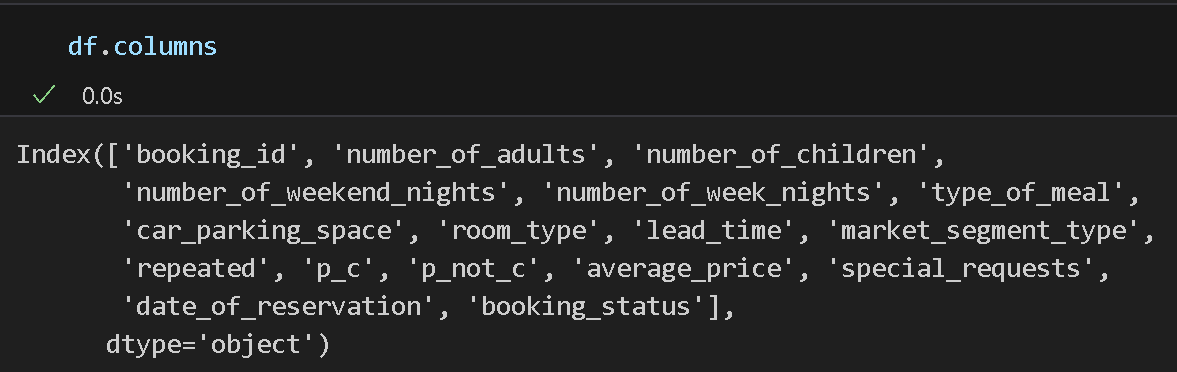 df.columns
0.0s
Index(['booking_id', 'number_of_adults', 'number_of_children',
'number_of_weekend_nights', 'number_of_week_nights', 'type_of_meal',
'car_parking_space', 'room_type', 'lead_time', 'market_segment_type',
'repeated', 'p_c', 'p_not_c', 'average_price', 'special_requests',
'date_of_reservation', 'booking_status'],
dtype='object')